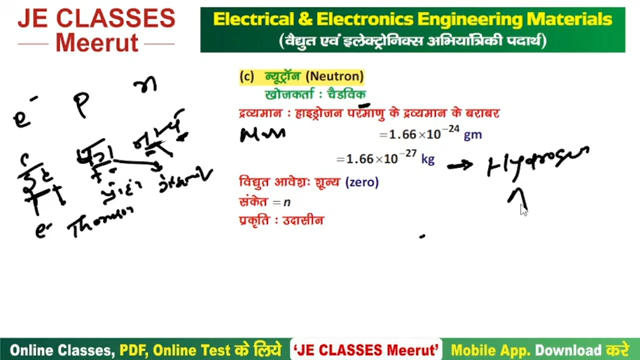 JE CLASSES
Meerut
Electrical & Electronics Engineering Materials
(वैद्युत एवं इलेक्ट्रोनिक्स अभियांत्रिकी पदार्थ)
(c) न्यूट्रॉन (Neutron)
खोजकर्ता : चैडविक
द्रव्यमान : हाइड्रोजन परमाणु के द्रव्यमान के बराबर
= 1.66×10⁻²⁴ gm
= 1.66×10⁻²⁷ kg → Hydrogen
विद्युत आवेशः शून्य (zero)
संकेत = n
प्रकृति : उदासीन
e⁻ p n
e⁻ Thomson
Online Classes, PDF, Online Test के लिये 'JE CLASSES Meerut' Mobile App. Download करे